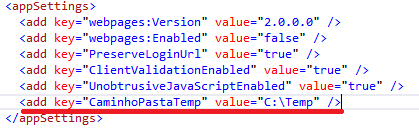 <appSettings>
<add key="webpages:Version" value="2.0.0.0" />
<add key="webpages:Enabled" value="false" />
<add key="PreserveLoginUrl" value="true" />
<add key="ClientValidationEnabled" value="true" />
<add key="UnobtrusiveJavaScriptEnabled" value="true" />
<add key="CaminhoPastaTemp" value="C:\Temp" />
</appSettings>